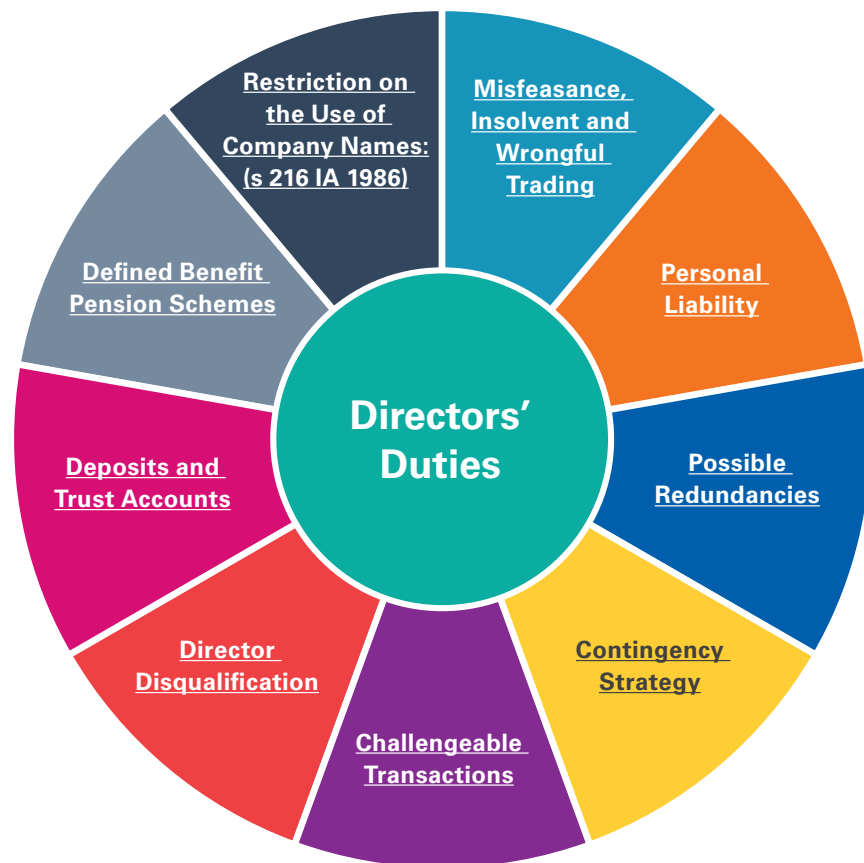 Restriction on
the Use of
Company Names:
(s 216 IA 1986)
Misfeasance,
Insolvent and
Wrongful
Trading
Defined Benefit
Pension Schemes
Personal
Liability
Directors'
Duties
Deposits and
Trust Accounts
Possible
Redundancies
Director
Disqualification
Contingency
Strategy
Challengeable
Transactions